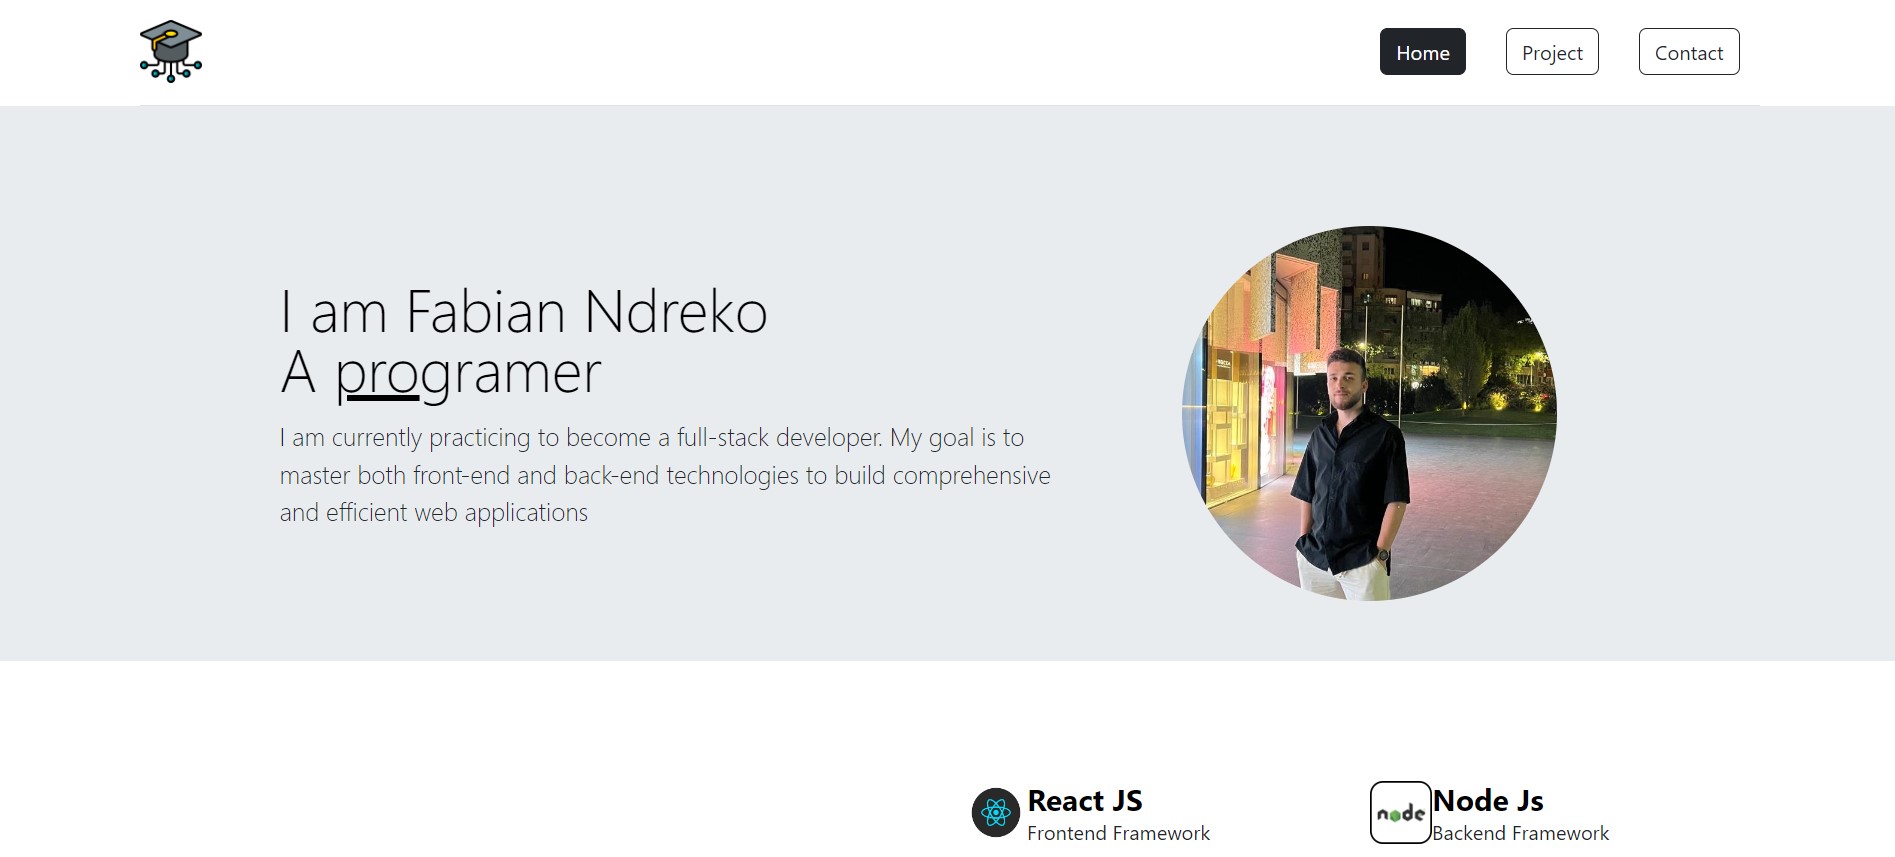 Home Project Contact
I am Fabian Ndreko
A programer
I am currently practicing to become a full-stack developer. My goal is to
master both front-end and back-end technologies to build comprehensive
and efficient web applications
React JS
Frontend Framework
node
Node Js
Backend Framework